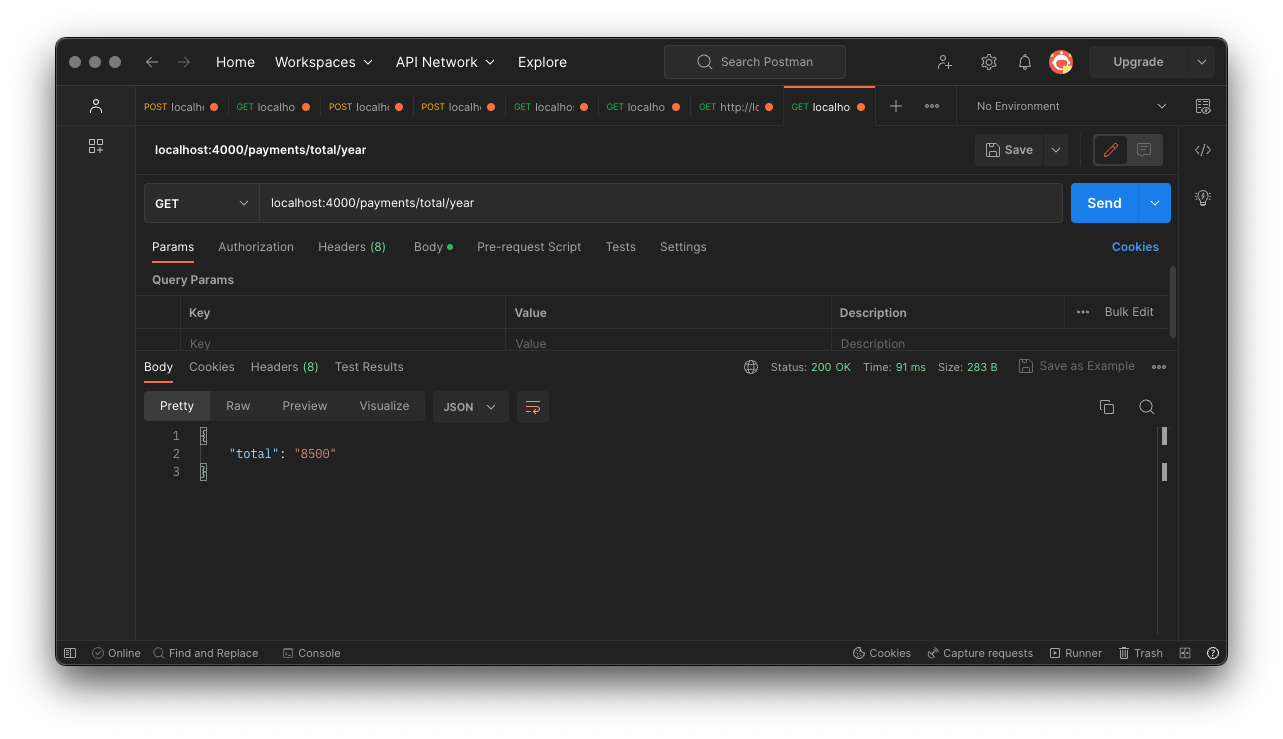 Home Workspaces API Network Explore Search Postman Upgrade
POST localh GET localho POST localh POST localh GET localho GET localho GET http://lo GET localho No Environment
localhost:4000/payments/total/year Save
GET localhost:4000/payments/total/year Send
Params Authorization Headers (8) Body Pre-request Script Tests Settings Cookies
Query Params
Key Value Description Bulk Edit
Key Value Description
Body Cookies Headers (8) Test Results Status: 200 OK Time: 91 ms Size: 283 B Save as Example
Pretty Raw Preview Visualize JSON
1 {
2 "total": "8500"
3 }
Online Find and Replace Console Cookies Capture requests Runner Trash